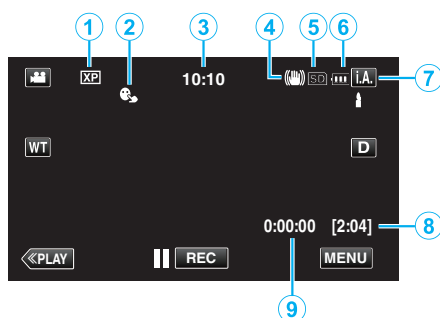 1 2 3 4 5 6
XP 10:10 SD i.A. 7
WT D
0:00:00 [2:04] 8
≪PLAY REC MENU
9